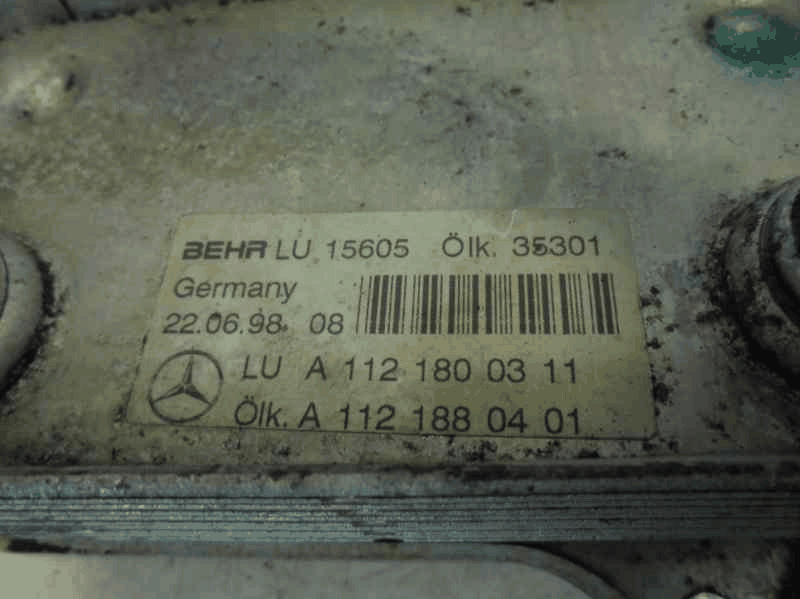 BEHR LU 15605 Ölk. 35301
Germany
22.06.98 08
LU A 112 180 03 11
Ölk. A 112 188 04 01